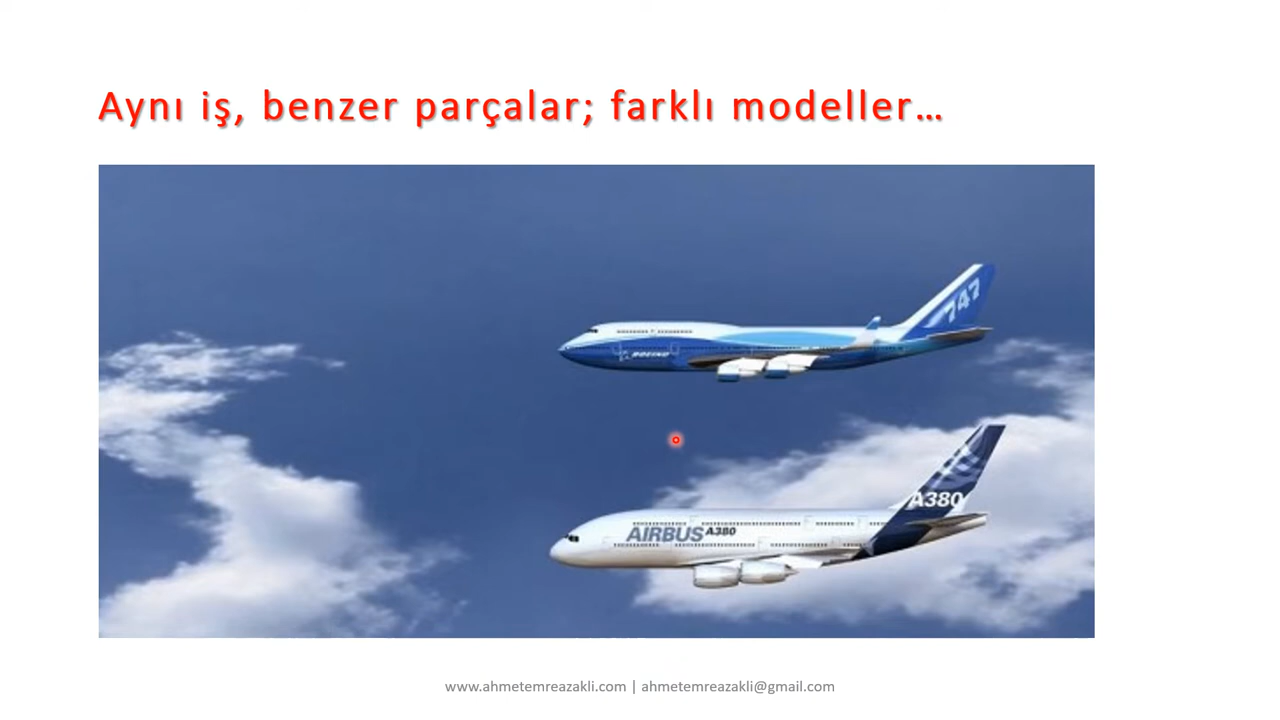 Aynı iş, benzer parçalar; farklı modeller…
747
BOEING
A380
AIRBUS A380
www.ahmetemreazakli.com | ahmetemreazakli@gmail.com